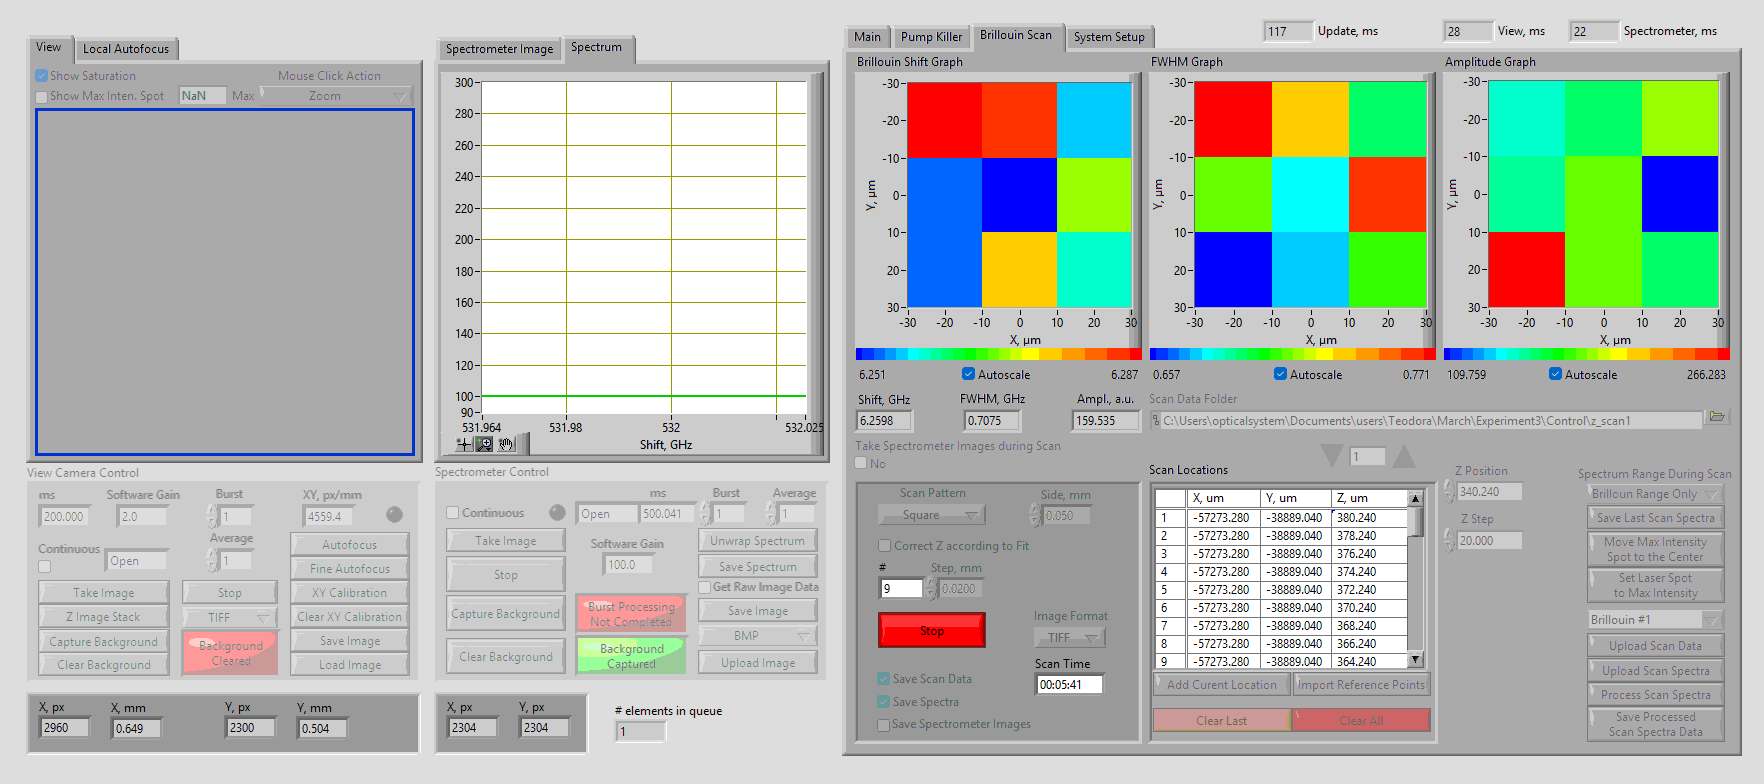 View
Local Autofocus
Show Saturation
Mouse Click Action
Show Max Inten. Spot
NaN
Max
Zoom
View Camera Control
ms
Software Gain
Burst
XY, px/mm
200.000
2.0
1
4559.4
Average
Continuous
Open
1
Autofocus
Fine Autofocus
Take Image
Stop
XY Calibration
Z Image Stack
TIFF
Clear XY Calibration
Capture Background
Background
Cleared
Save Image
Clear Background
Load Image
X, px
X, mm
Y, px
Y, mm
2960
0.649
2300
0.504
Spectrometer Image
Spectrum
300
280
260
240
220
200
180
160
140
120
100
90
531.964
531.98
532
532.025
Shift, GHz
Spectrometer Control
ms
Burst
Average
Continuous
Open
500.041
1
1
Take Image
Software Gain
Unwrap Spectrum
Stop
100.0
Save Spectrum
Get Raw Image Data
Capture Background
Burst Processing
Not Completed
Save Image
BMP
Clear Background
Background
Captured
Upload Image
X, px
Y, px
2304
2304
# elements in queue
1
117
Update, ms
28
View, ms
22
Spectrometer, ms
Main
Pump Killer
Brillouin Scan
System Setup
Brillouin Shift Graph
-30
-20
-10
0
10
20
30
Y, µm
-30
-20
-10
0
10
20
30
X, µm
6.251
Autoscale
6.287
FWHM Graph
-30
-20
-10
0
10
20
30
Y, µm
-30
-20
-10
0
10
20
30
X, µm
0.657
Autoscale
0.771
Amplitude Graph
-30
-20
-10
0
10
20
30
Y, µm
-30
-20
-10
0
10
20
30
X, µm
109.759
Autoscale
266.283
Shift, GHz
FWHM, GHz
Ampl., a.u.
6.2598
0.7075
159.535
Scan Data Folder
C:\Users\opticalsystem\Documents\users\Teodora\March\Experiment3\Control\z_scan1
Take Spectrometer Images during Scan
No
Scan Pattern
Side, mm
Square
0.050
Correct Z according to Fit
#
Step, mm
9
0.0200
Stop
Image Format
TIFF
Scan Time
00:05:41
Save Scan Data
Save Spectra
Save Spectrometer Images
1
Scan Locations
X, um Y, um Z, um
1 -57273.280 -38889.040 380.240
2 -57273.280 -38889.040 378.240
3 -57273.280 -38889.040 376.240
4 -57273.280 -38889.040 374.240
5 -57273.280 -38889.040 372.240
6 -57273.280 -38889.040 370.240
7 -57273.280 -38889.040 368.240
8 -57273.280 -38889.040 366.240
9 -57273.280 -38889.040 364.240
Add Curent Location
Import Reference Points
Clear Last
Clear All
Z Position
340.240
Z Step
20.000
Spectrum Range During Scan
Brilloun Range Only
Save Last Scan Spectra
Move Max Intensity
Spot to the Center
Set Laser Spot
to Max Intensity
Brillouin #1
Upload Scan Data
Upload Scan Spectra
Process Scan Spectra
Save Processed
Scan Spectra Data